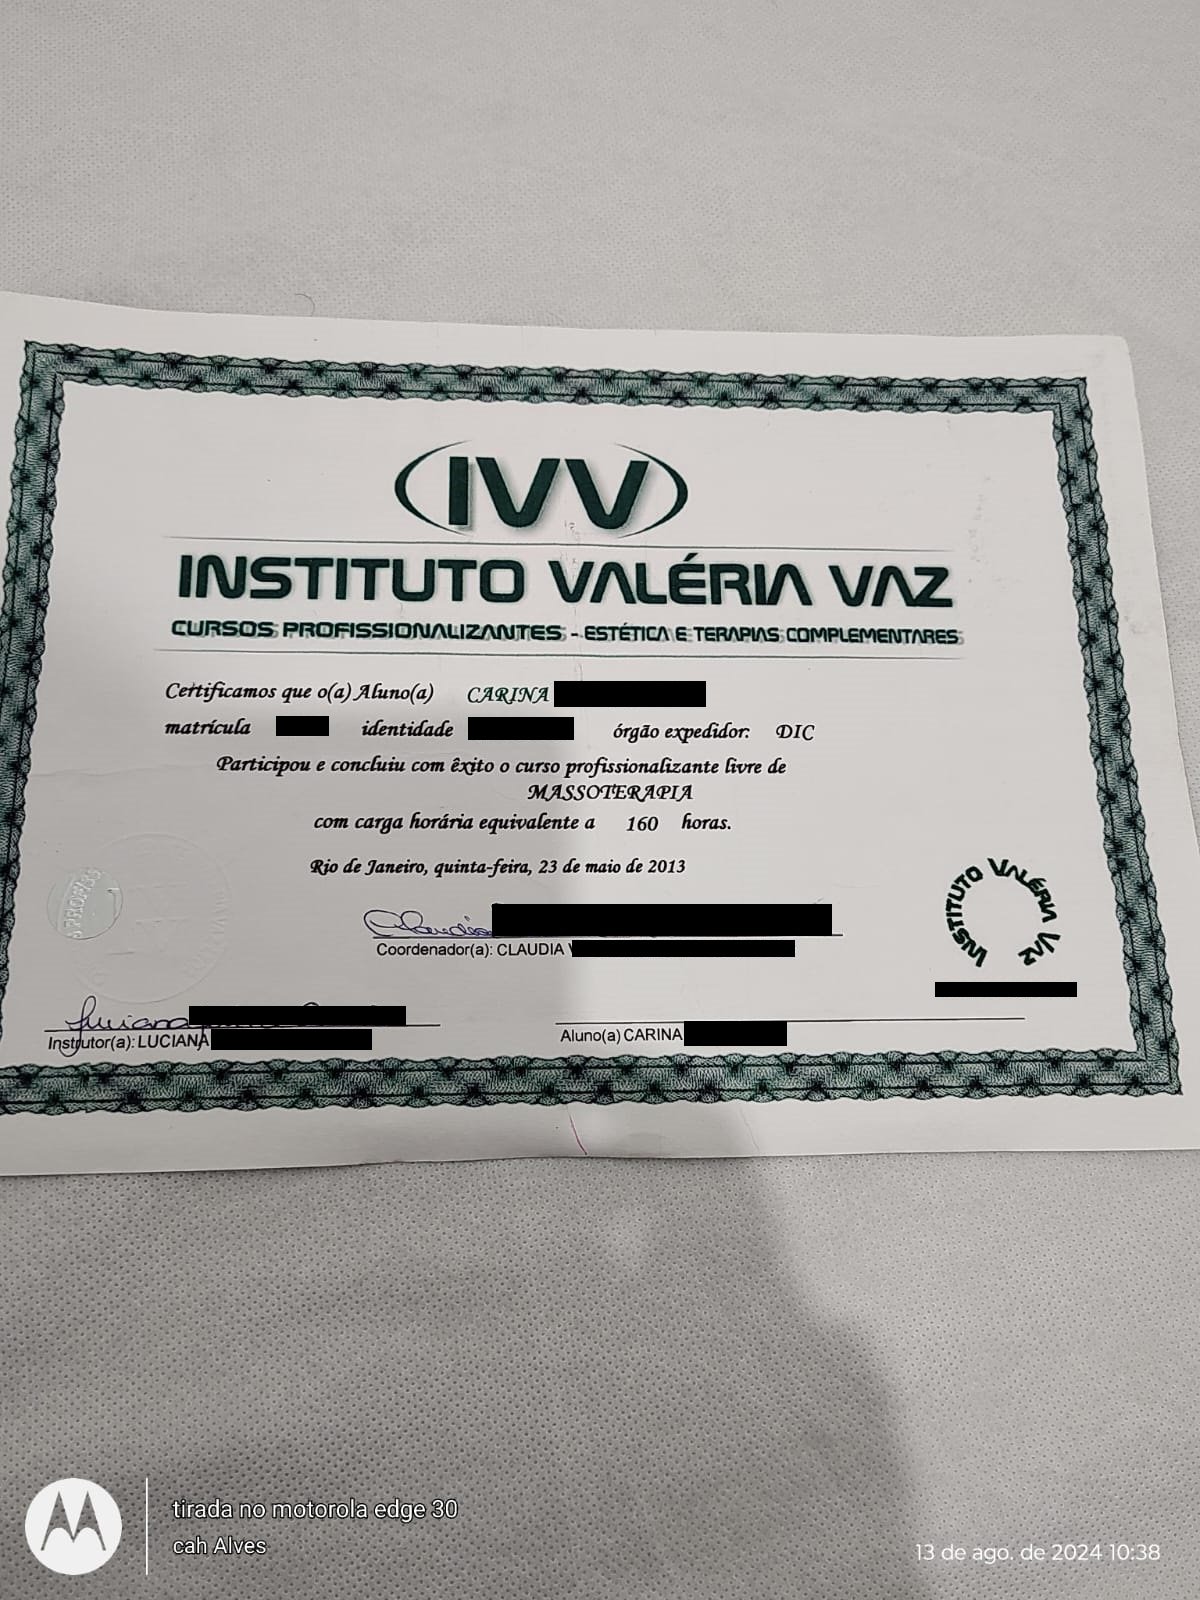 IVV
INSTITUTO VALÉRIA VAZ
CURSOS PROFISSIONALIZANTES - ESTÉTICA E TERAPIAS COMPLEMENTARES
Certificamos que o(a) Aluno(a) CARINA
matrícula identidade órgão expedidor: DIC
Participou e concluiu com êxito o curso profissionalizante livre de
MASSOTERAPIA
com carga horária equivalente a 160 horas.
Rio de Janeiro, quinta-feira, 23 de maio de 2013
INSTITUTO VALÉRIA VAZ
Claudia
Coordenador(a): CLAUDIA
Luciana
Instrutor(a): LUCIANA
Aluno(a) CARINA
tirada no motorola edge 30
cah Alves
13 de ago. de 2024 10:38